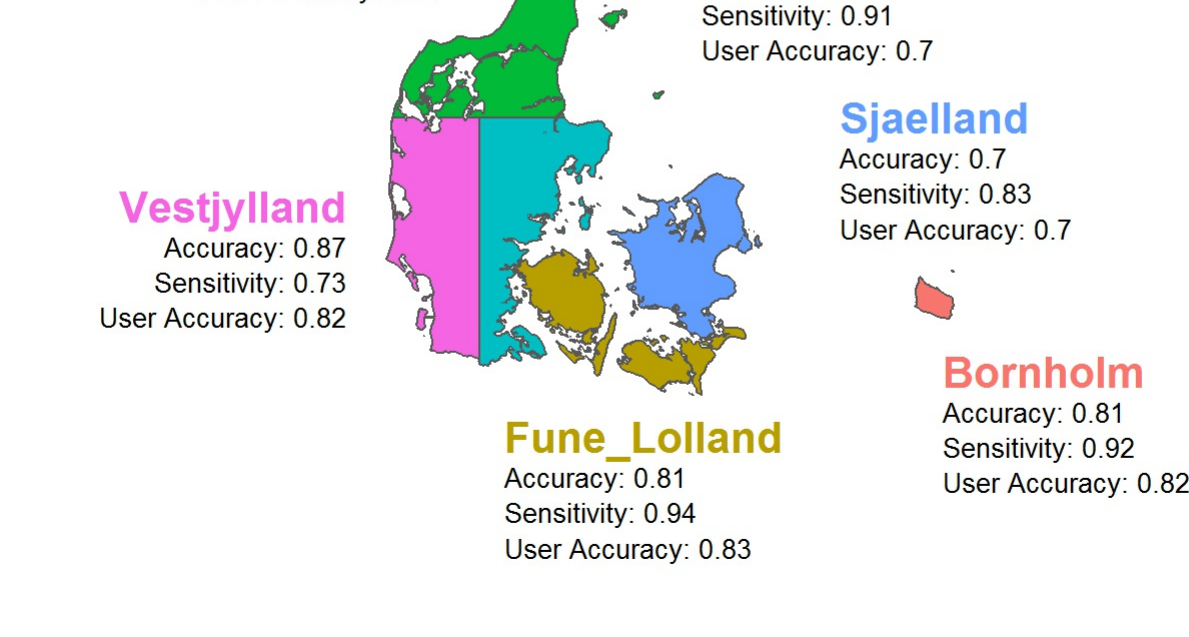 Sensitivity: 0.91
User Accuracy: 0.7
Sjaelland
Accuracy: 0.7
Sensitivity: 0.83
User Accuracy: 0.7
Vestjylland
Accuracy: 0.87
Sensitivity: 0.73
User Accuracy: 0.82
Bornholm
Accuracy: 0.81
Sensitivity: 0.92
User Accuracy: 0.82
Fune_Lolland
Accuracy: 0.81
Sensitivity: 0.94
User Accuracy: 0.83